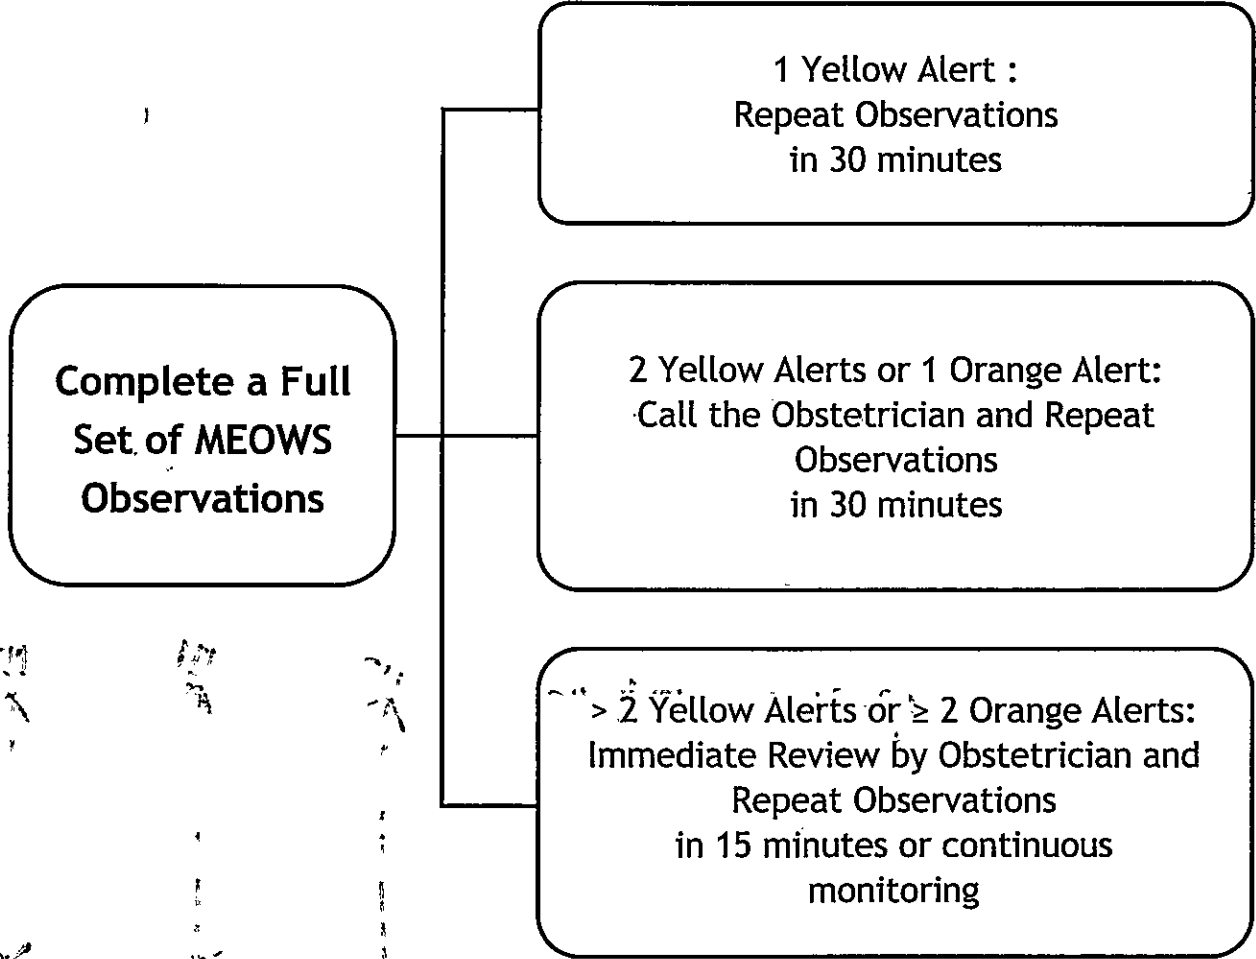 1 Yellow Alert :
Repeat Observations
in 30 minutes
Complete a Full
Set of MEOWS
Observations
2 Yellow Alerts or 1 Orange Alert:
Call the Obstetrician and Repeat
Observations
in 30 minutes
> 2 Yellow Alerts or ≥ 2 Orange Alerts:
Immediate Review by Obstetrician and
Repeat Observations
in 15 minutes or continuous
monitoring